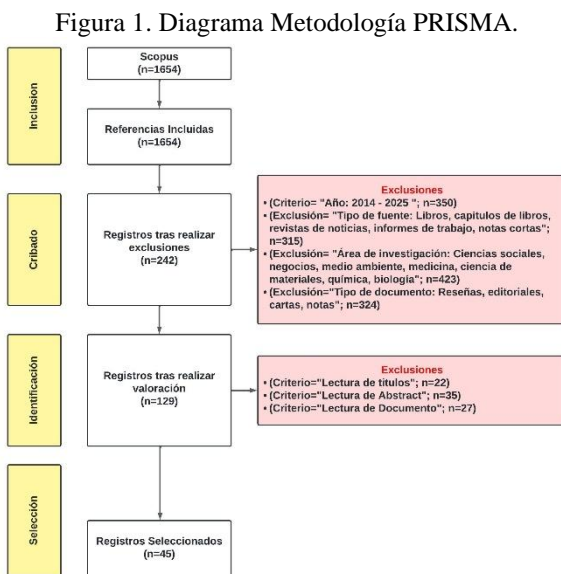 Figura 1. Diagrama Metodología PRISMA.
Inclusion
Scopus
(n=1654)
Referencias Incluidas
(n=1654)
Cribado
Registros tras realizar
exclusiones
(n=242)
Exclusiones
• (Criterio= "Año: 2014 - 2025 "; n=350)
• (Exclusión= "Tipo de fuente: Libros, capitulos de libros,
revistas de noticias, informes de trabajo, notas cortas";
n=315)
• (Exclusión= "Área de investigación: Ciencias sociales,
negocios, medio ambiente, medicina, ciencia de
materiales, química, biología"; n=423)
• (Exclusión="Tipo de documento: Reseñas, editoriales,
cartas, notas"; n=324)
Identificación
Registros tras realizar
valoración
(n=129)
Exclusiones
• (Criterio="Lectura de titulos"; n=22)
• (Criterio="Lectura de Abstract"; n=35)
• (Criterio="Lectura de Documento"; n=27)
Selección
Registros Seleccionados
(n=45)